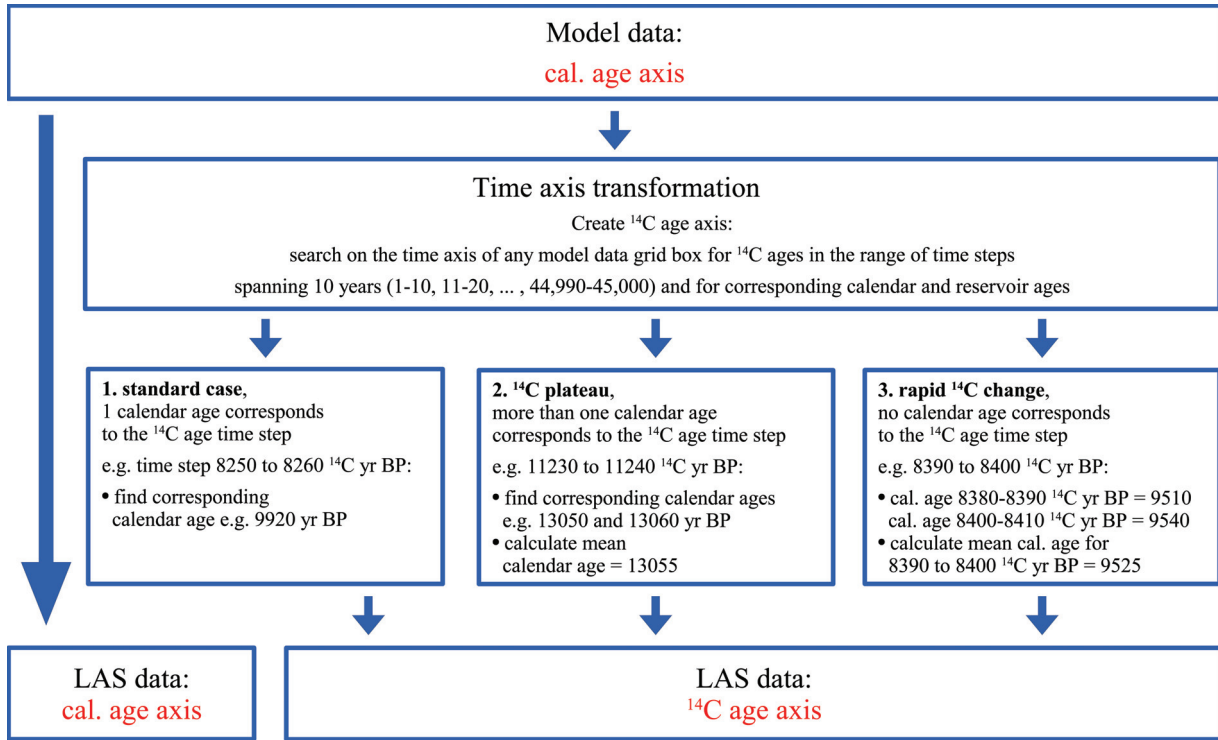 Model data:
cal. age axis
Time axis transformation
Create ¹⁴C age axis:
search on the time axis of any model data grid box for ¹⁴C ages in the range of time steps
spanning 10 years (1-10, 11-20, ... , 44,990-45,000) and for corresponding calendar and reservoir ages
1. standard case,
1 calendar age corresponds
to the ¹⁴C age time step
e.g. time step 8250 to 8260 ¹⁴C yr BP:
• find corresponding
calendar age e.g. 9920 yr BP
2. ¹⁴C plateau,
more than one calendar age
corresponds to the ¹⁴C age time step
e.g. 11230 to 11240 ¹⁴C yr BP:
• find corresponding calendar ages
e.g. 13050 and 13060 yr BP
• calculate mean
calendar age = 13055
3. rapid ¹⁴C change,
no calendar age corresponds
to the ¹⁴C age time step
e.g. 8390 to 8400 ¹⁴C yr BP:
• cal. age 8380-8390 ¹⁴C yr BP = 9510
cal. age 8400-8410 ¹⁴C yr BP = 9540
• calculate mean cal. age for
8390 to 8400 ¹⁴C yr BP = 9525
LAS data:
cal. age axis
LAS data:
¹⁴C age axis